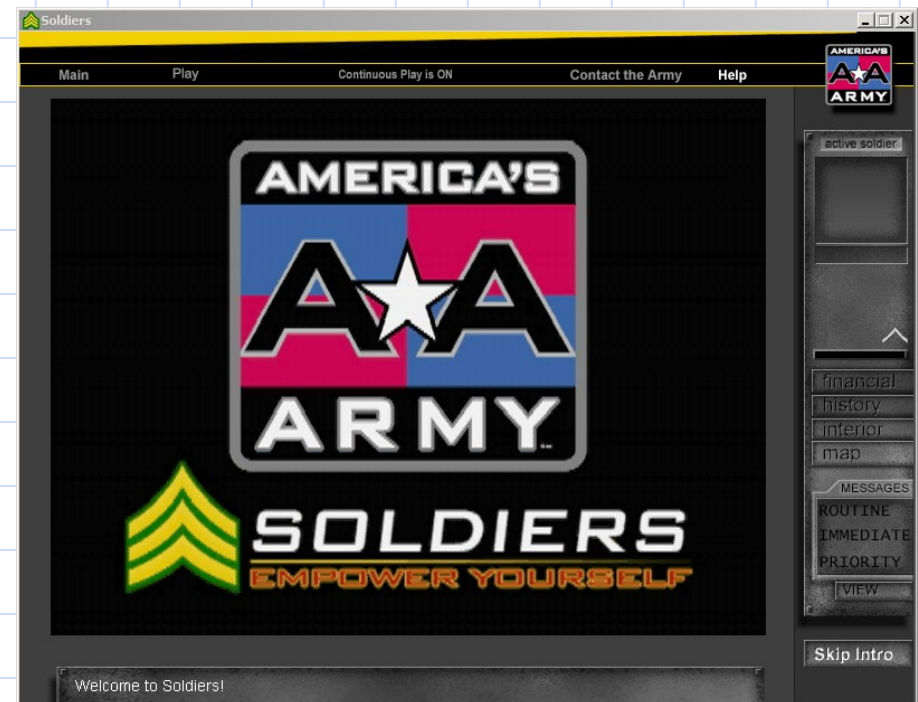 Soldiers
AMERICA'S
AA
ARMY
Main Play Continuous Play is ON Contact the Army Help
active soldier
AMERICA'S
AA
ARMY
SOLDIERS
EMPOWER YOURSELF
financial
history
interior
map
MESSAGES
ROUTINE
IMMEDIATE
PRIORITY
VIEW
Skip Intro
Welcome to Soldiers!